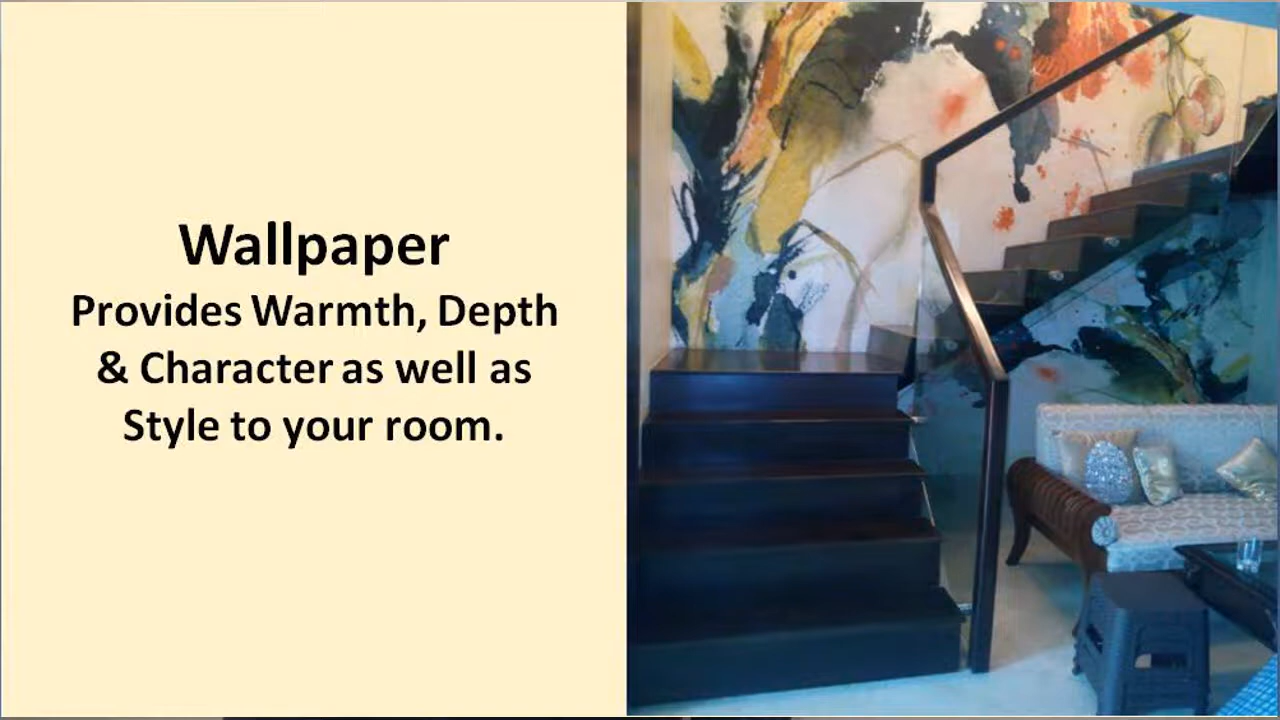 Wallpaper
Provides Warmth, Depth
& Character as well as
Style to your room.